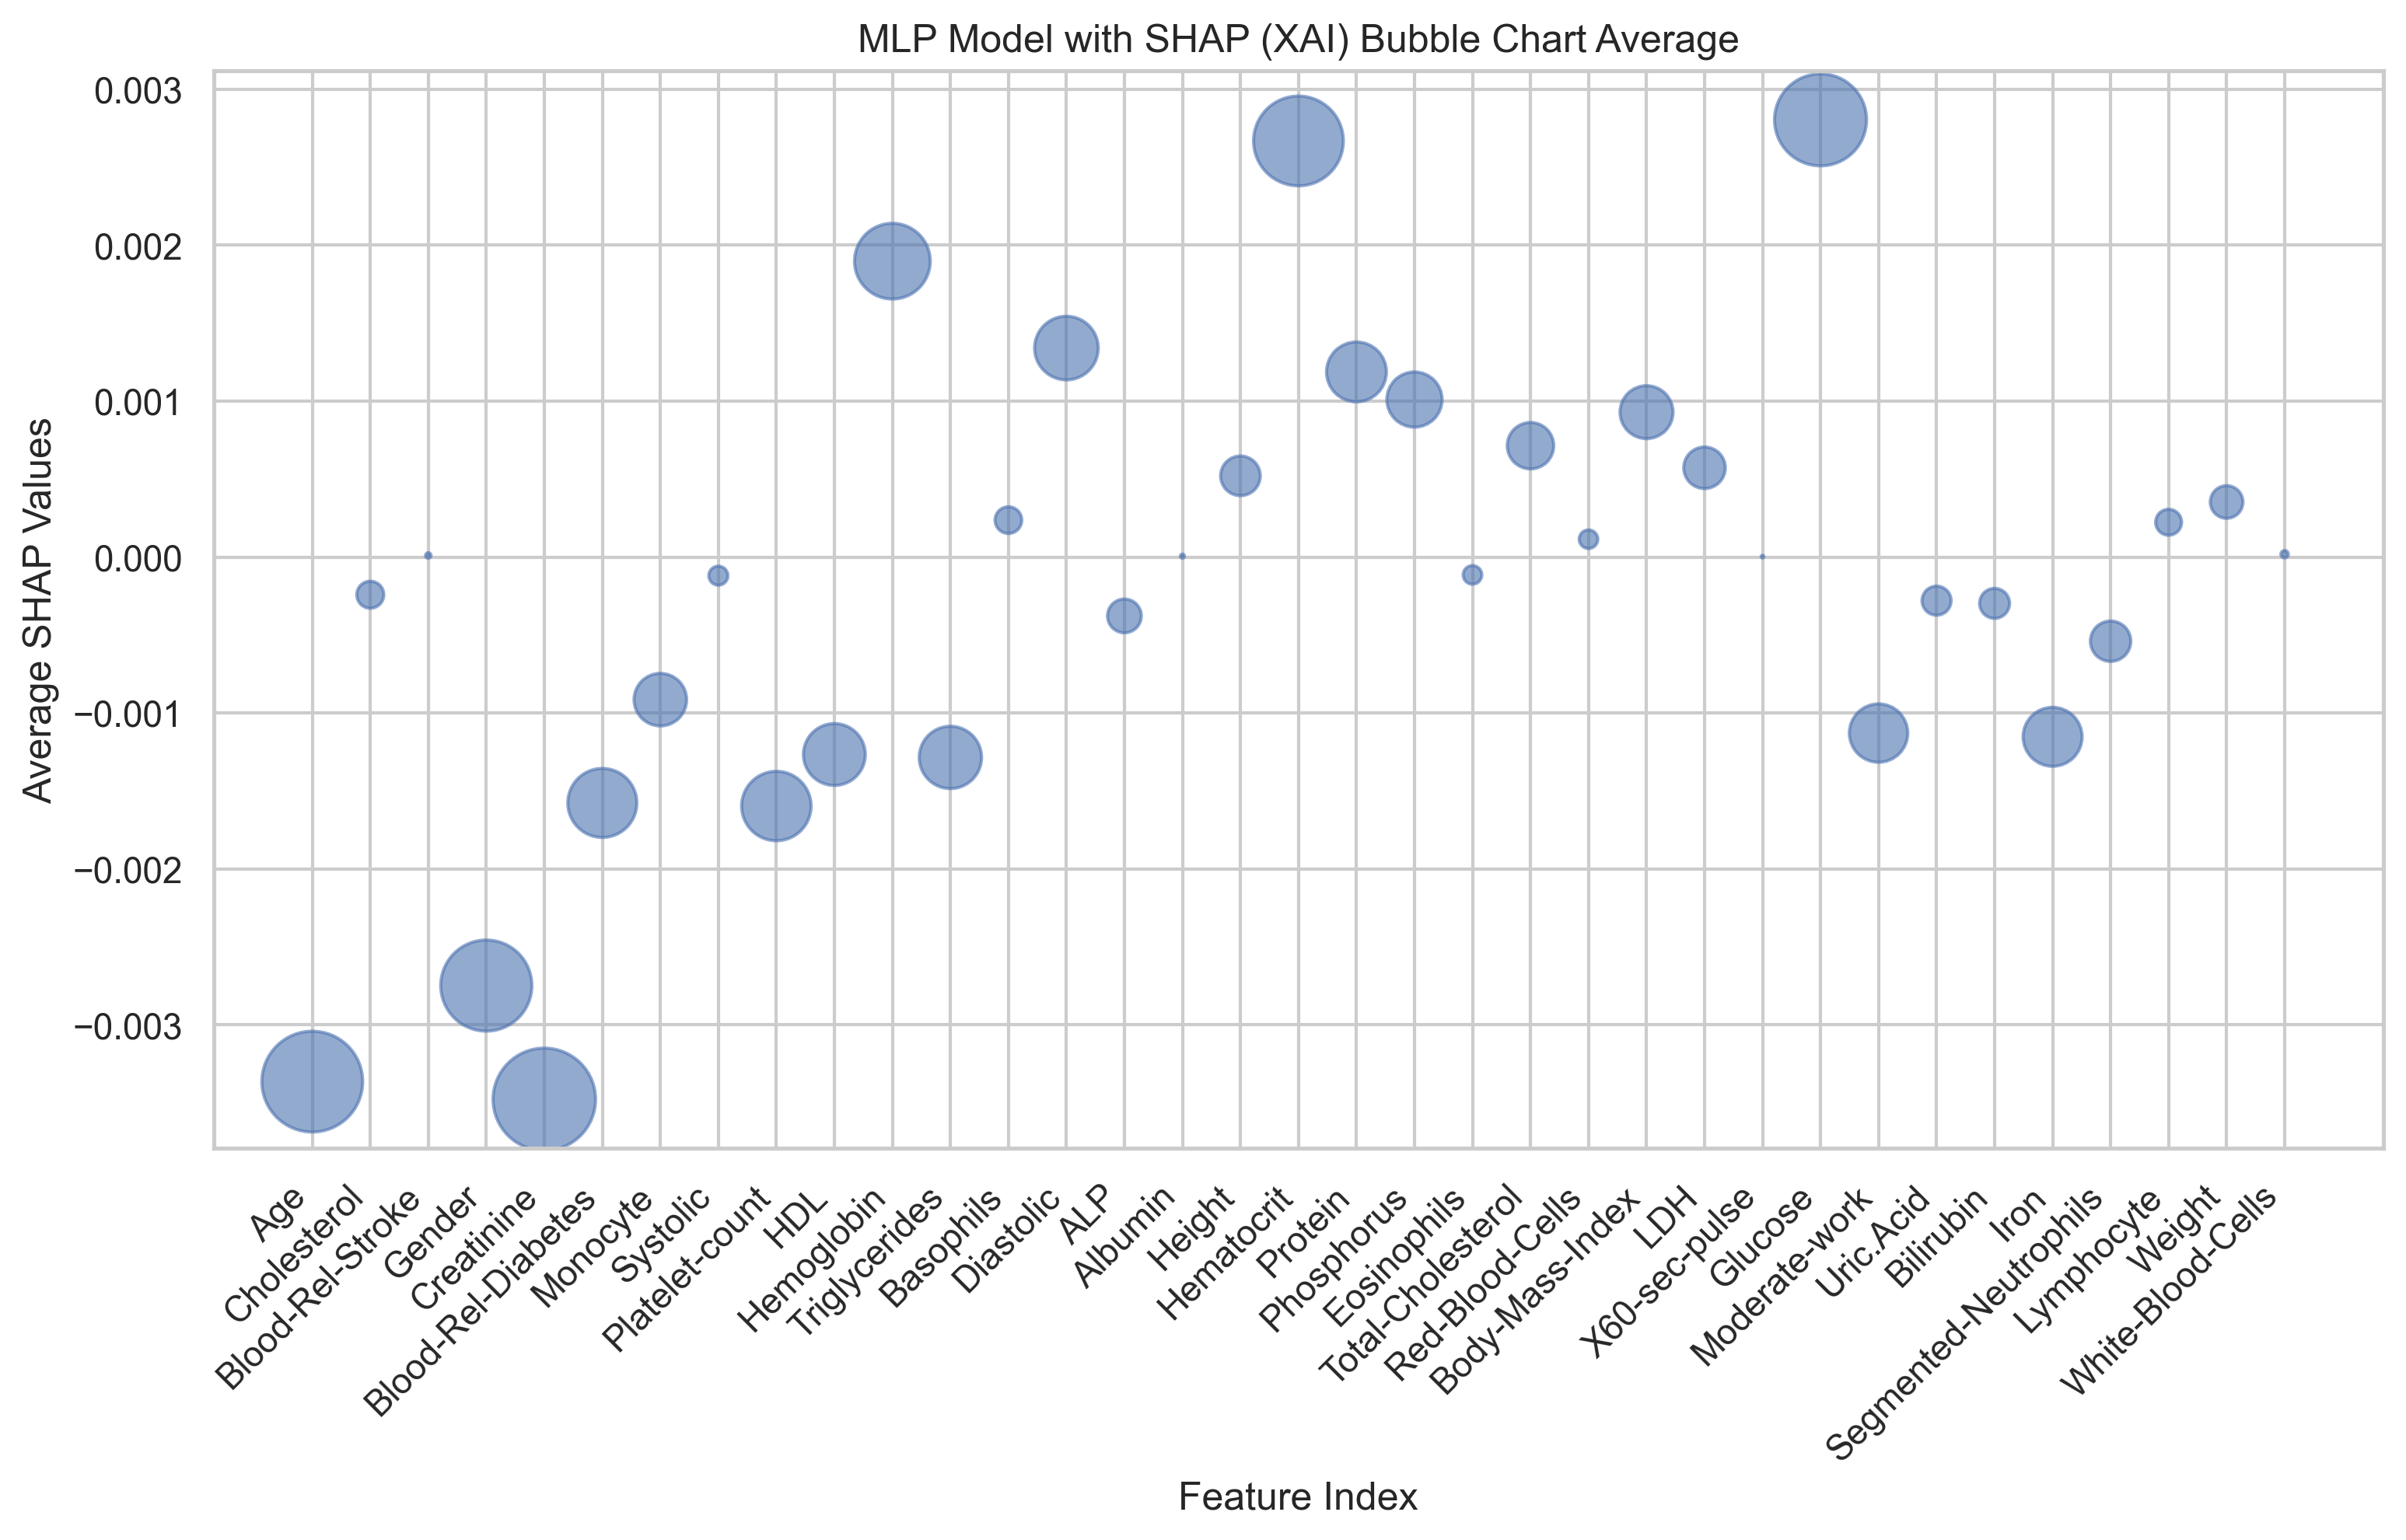 MLP Model with SHAP (XAI) Bubble Chart Average
0.003
0.002
0.001
0.000
−0.001
−0.002
−0.003
Average SHAP Values
Age
Cholesterol
Blood-Rel-Stroke
Gender
Creatinine
Blood-Rel-Diabetes
Monocyte
Systolic
Platelet-count
HDL
Hemoglobin
Triglycerides
Basophils
Diastolic
ALP
Albumin
Height
Hematocrit
Protein
Phosphorus
Eosinophils
Total-Cholesterol
Red-Blood-Cells
Body-Mass-Index
LDH
X60-sec-pulse
Glucose
Moderate-work
Uric.Acid
Bilirubin
Iron
Segmented-Neutrophils
Lymphocyte
Weight
White-Blood-Cells
Feature Index